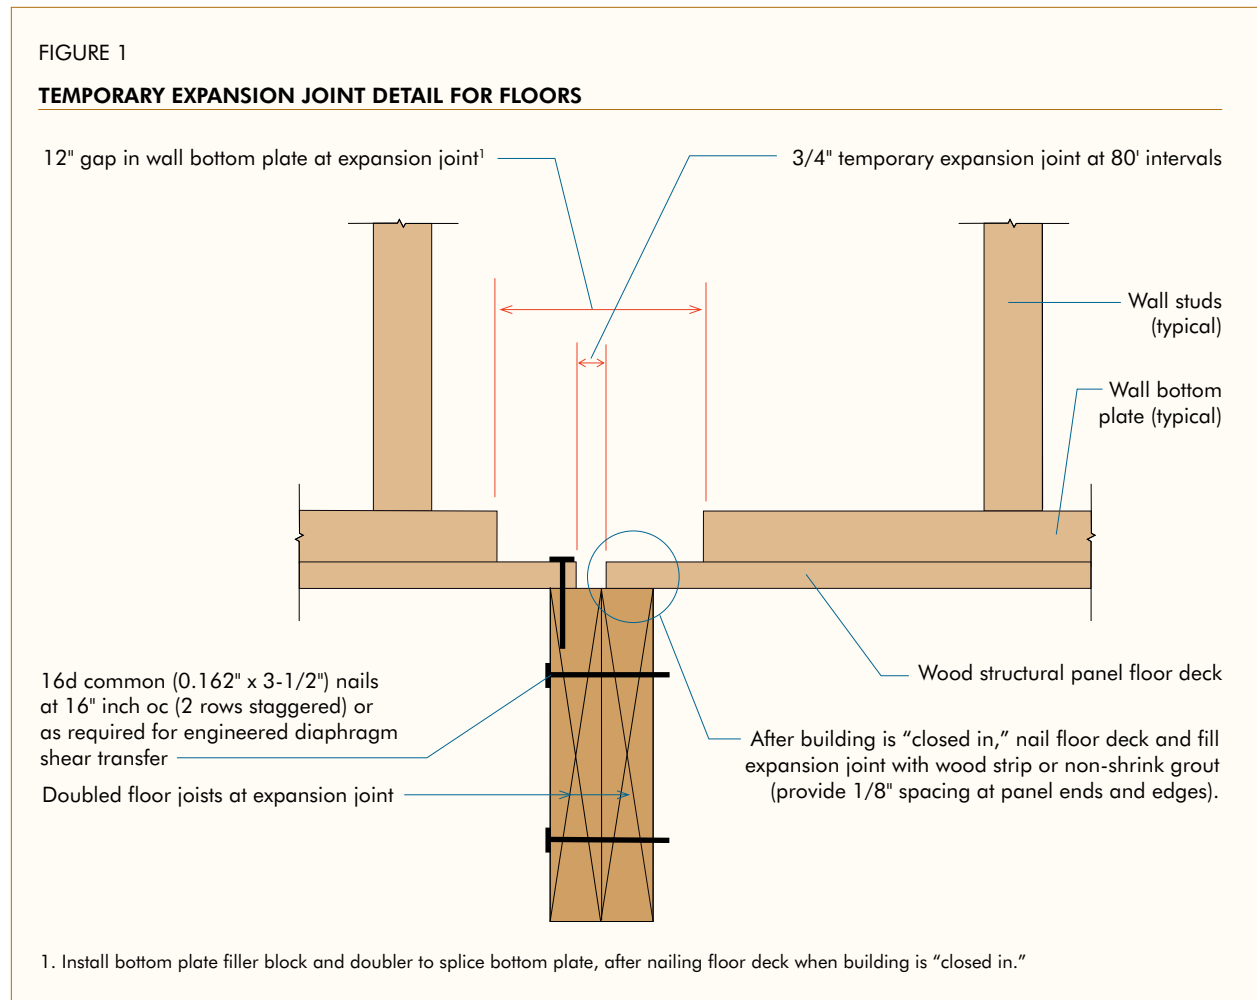 FIGURE 1
TEMPORARY EXPANSION JOINT DETAIL FOR FLOORS
12" gap in wall bottom plate at expansion joint¹
3/4" temporary expansion joint at 80' intervals
Wall studs
(typical)
Wall bottom
plate (typical)
16d common (0.162" x 3-1/2") nails
at 16" inch oc (2 rows staggered) or
as required for engineered diaphragm
shear transfer
Doubled floor joists at expansion joint
Wood structural panel floor deck
After building is “closed in,” nail floor deck and fill
expansion joint with wood strip or non-shrink grout
(provide 1/8" spacing at panel ends and edges).
1. Install bottom plate filler block and doubler to splice bottom plate, after nailing floor deck when building is “closed in.”